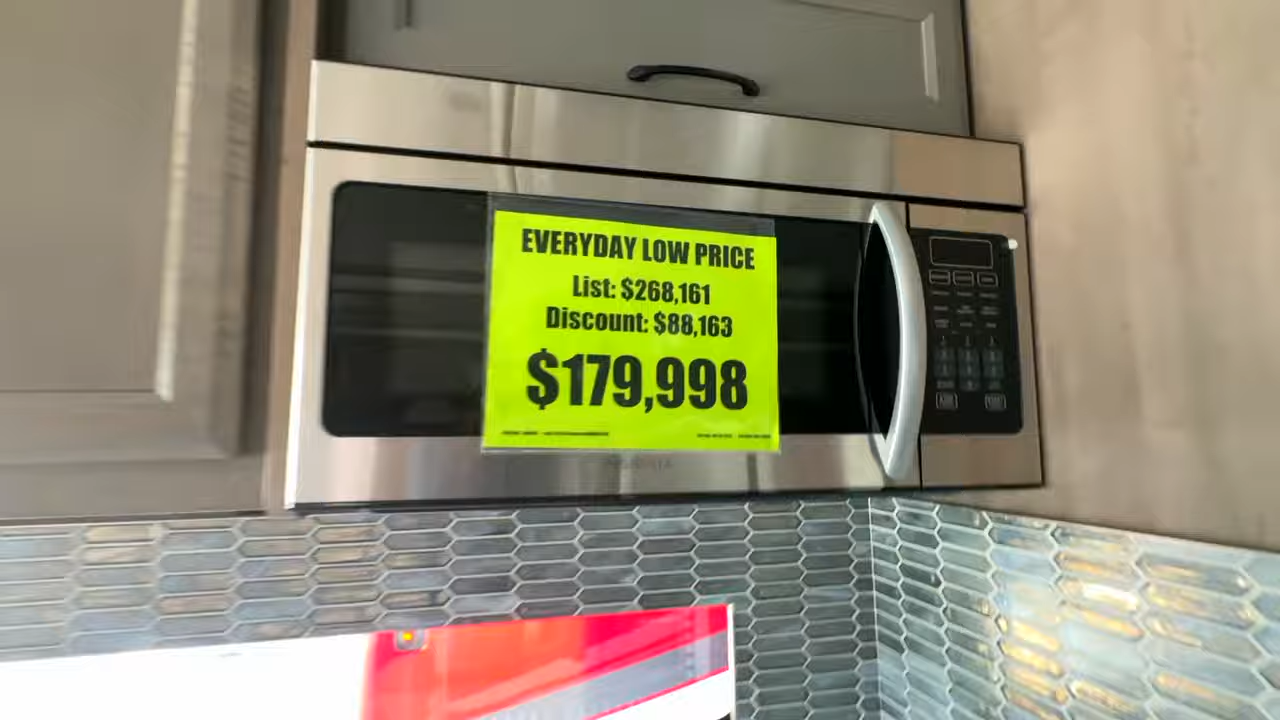 EVERYDAY LOW PRICE
List: $268,161
Discount: $88,163
$179,998